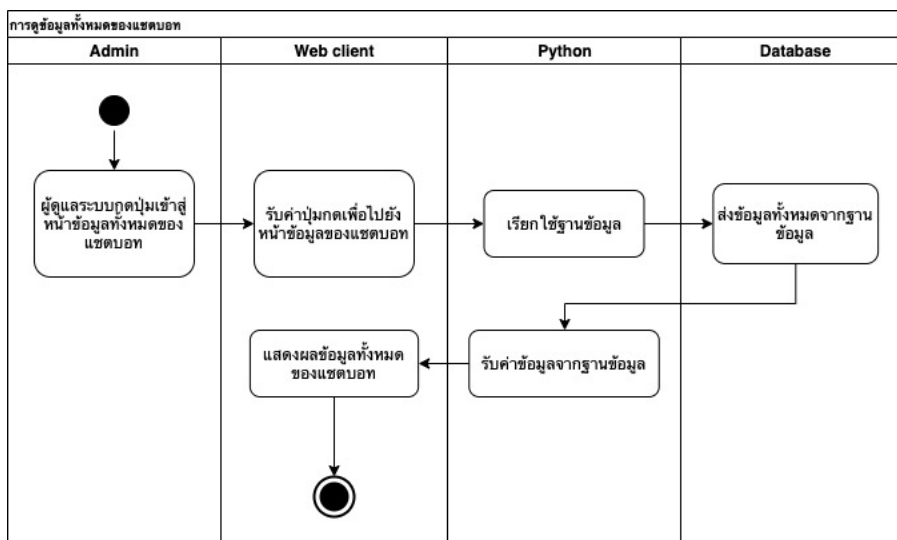 การดูข้อมูลทั้งหมดของแชตบอท
Admin
Web client
Python
Database
ผู้ดูแลระบบกดปุ่มเข้าสู่
หน้าข้อมูลทั้งหมดของ
แชตบอท
รับค่าปุ่มกดเพื่อไปยัง
หน้าข้อมูลของแชตบอท
เรียกใช้ฐานข้อมูล
ส่งข้อมูลทั้งหมดจากฐาน
ข้อมูล
แสดงผลข้อมูลทั้งหมด
ของแชตบอท
รับค่าข้อมูลจากฐานข้อมูล